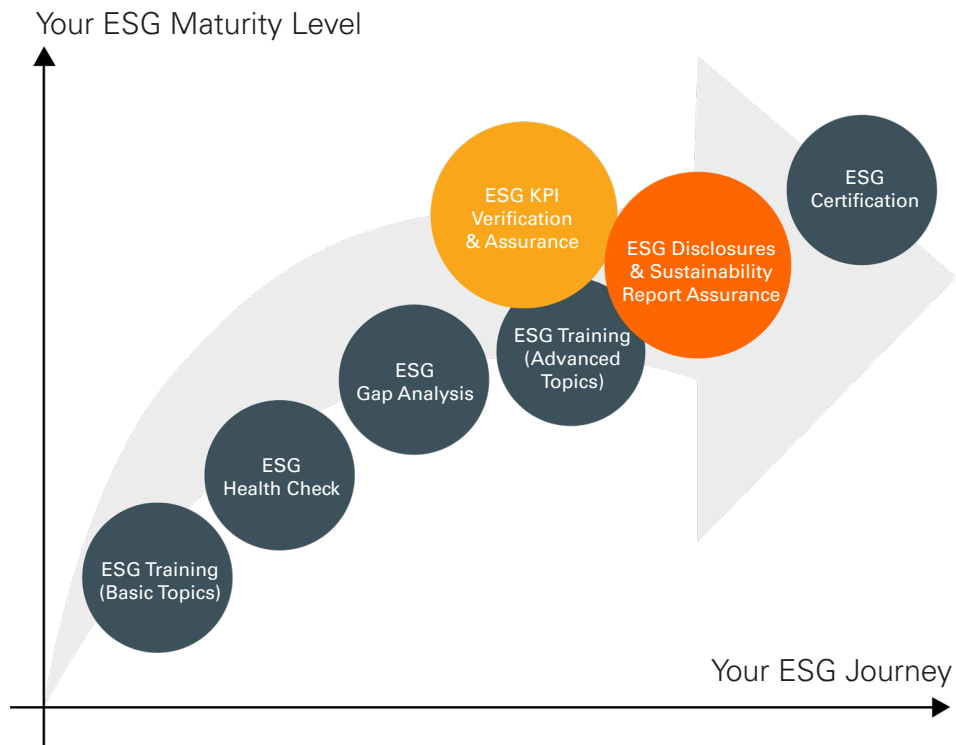 Your ESG Maturity Level
ESG KPI
Verification
& Assurance
ESG Disclosures
& Sustainability
Report Assurance
ESG
Certification
ESG Training
(Advanced
Topics)
ESG
Gap Analysis
ESG
Health Check
ESG Training
(Basic Topics)
Your ESG Journey